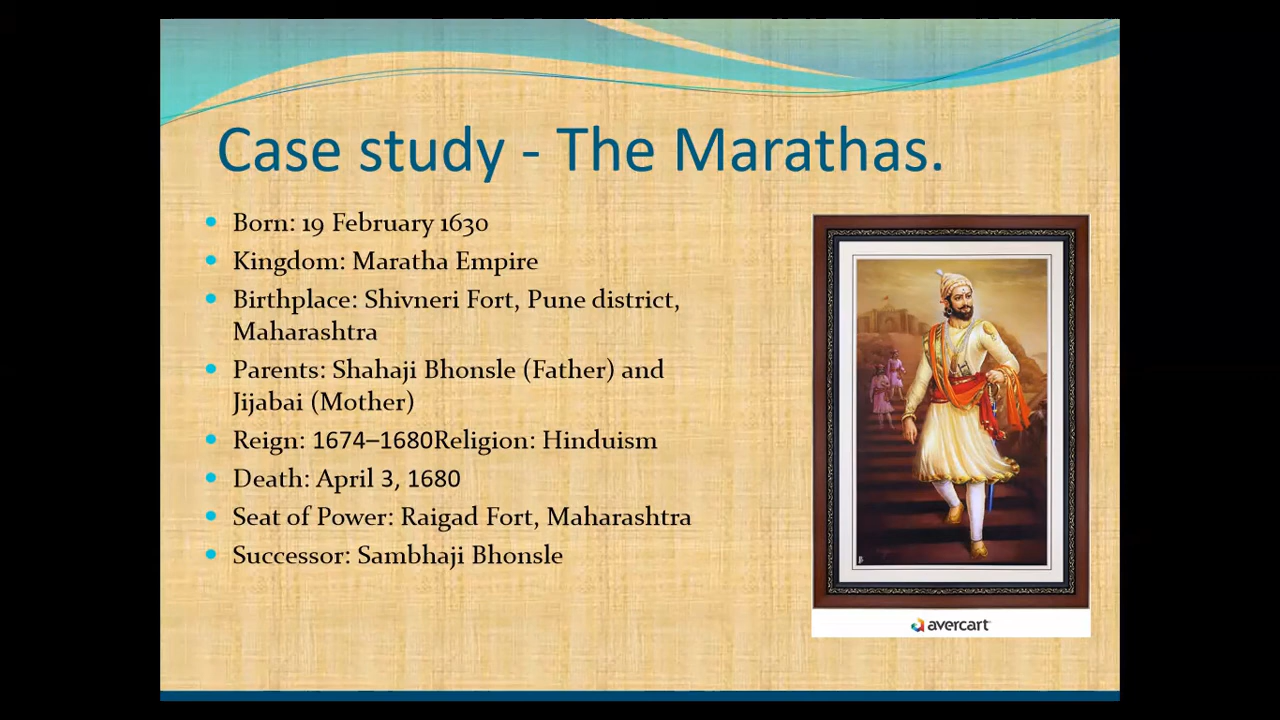 Case study - The Marathas.
Born: 19 February 1630
Kingdom: Maratha Empire
Birthplace: Shivneri Fort, Pune district,
Maharashtra
Parents: Shahaji Bhonsle (Father) and
Jijabai (Mother)
Reign: 1674–1680Religion: Hinduism
Death: April 3, 1680
Seat of Power: Raigad Fort, Maharashtra
Successor: Sambhaji Bhonsle
avercart